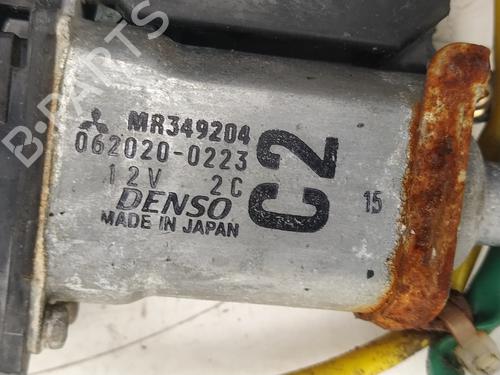 MR349204
062020-0223
12V 2C
DENSO
MADE IN JAPAN
C2
15
B-PARTS